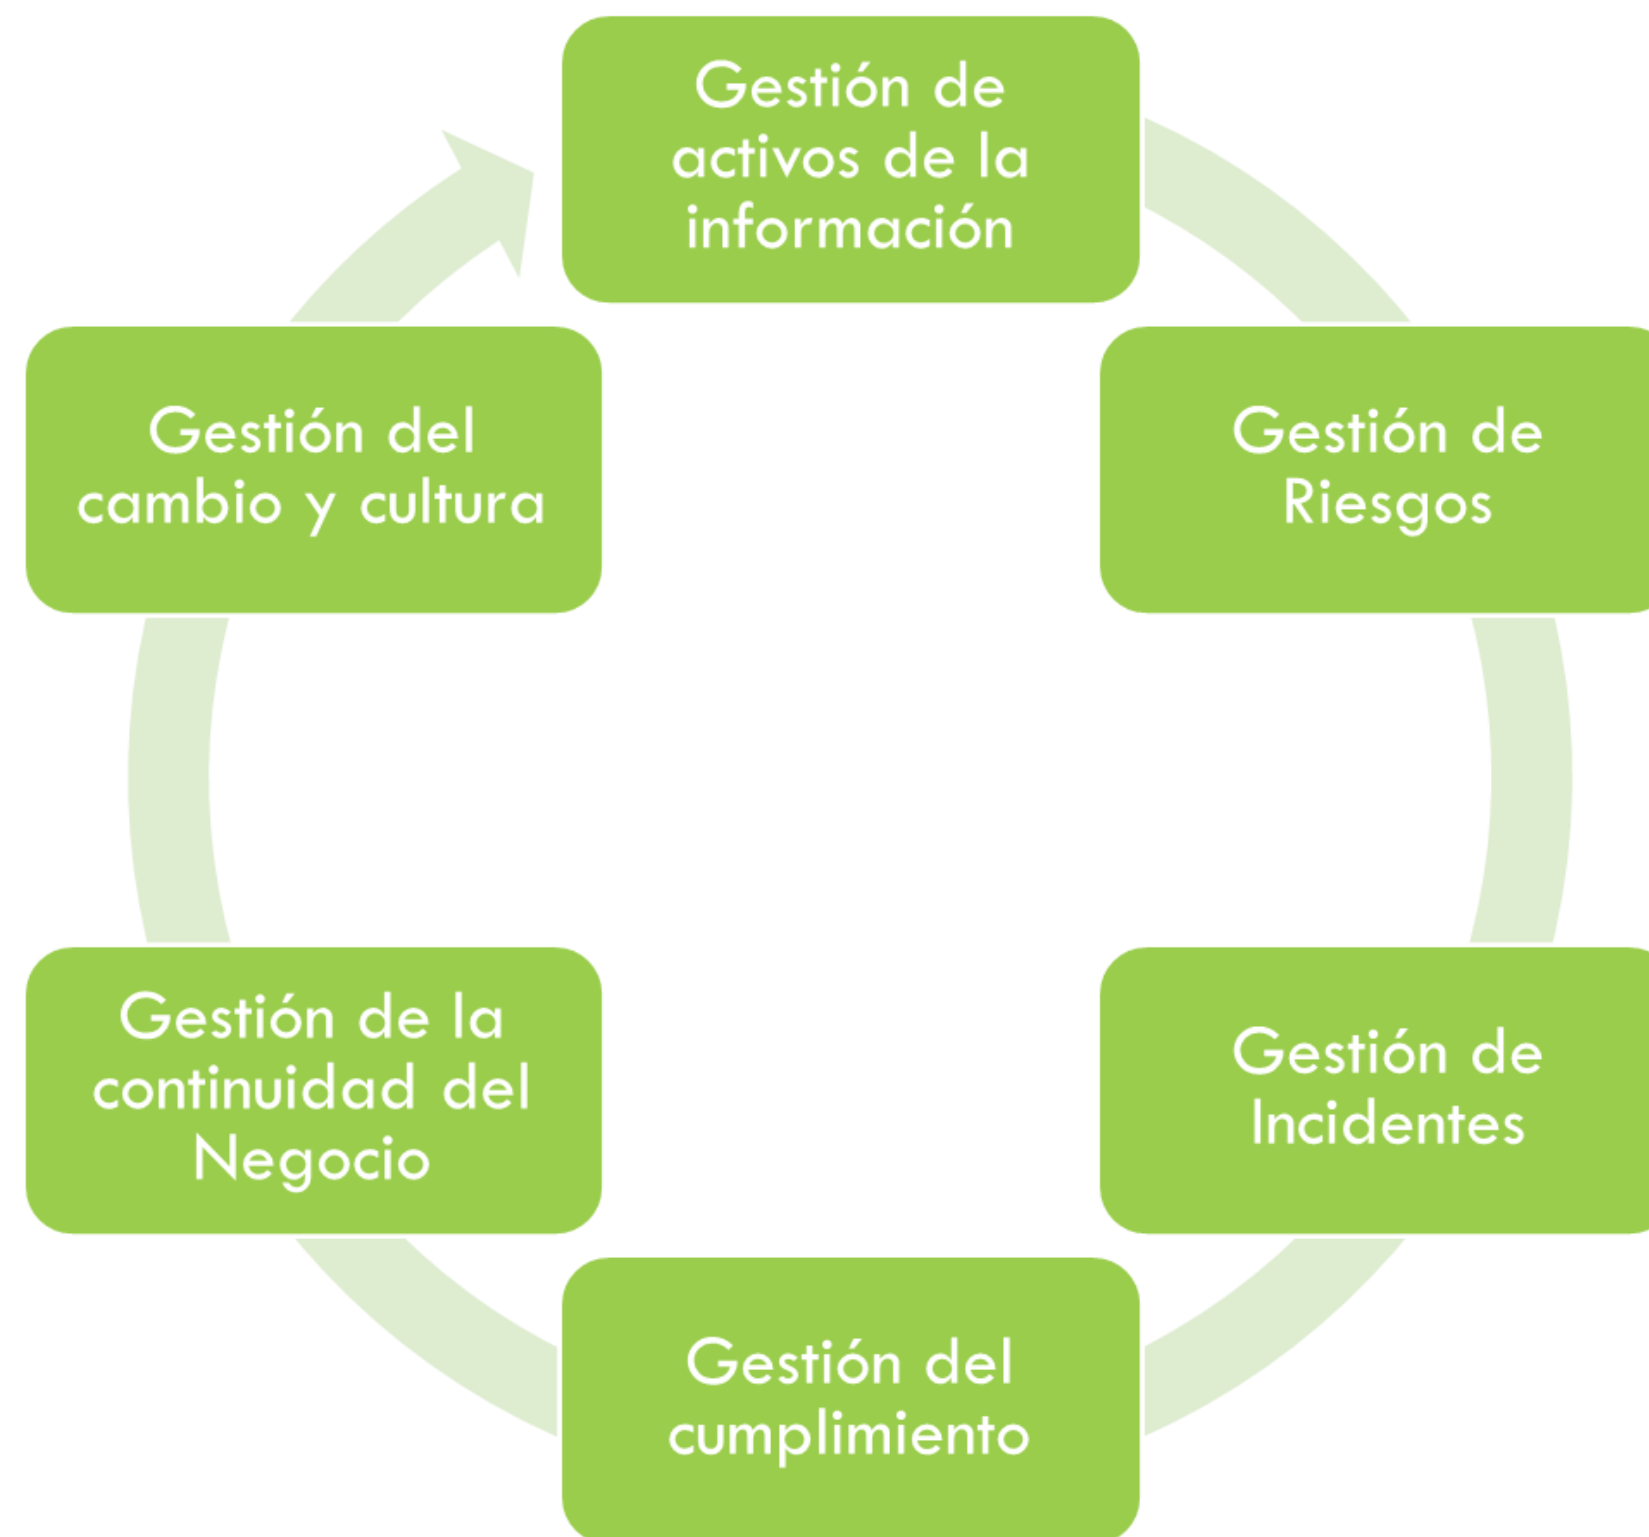 Gestión de
activos de la
información
Gestión de
Riesgos
Gestión de
Incidentes
Gestión del
cumplimiento
Gestión de la
continuidad del
Negocio
Gestión del
cambio y cultura